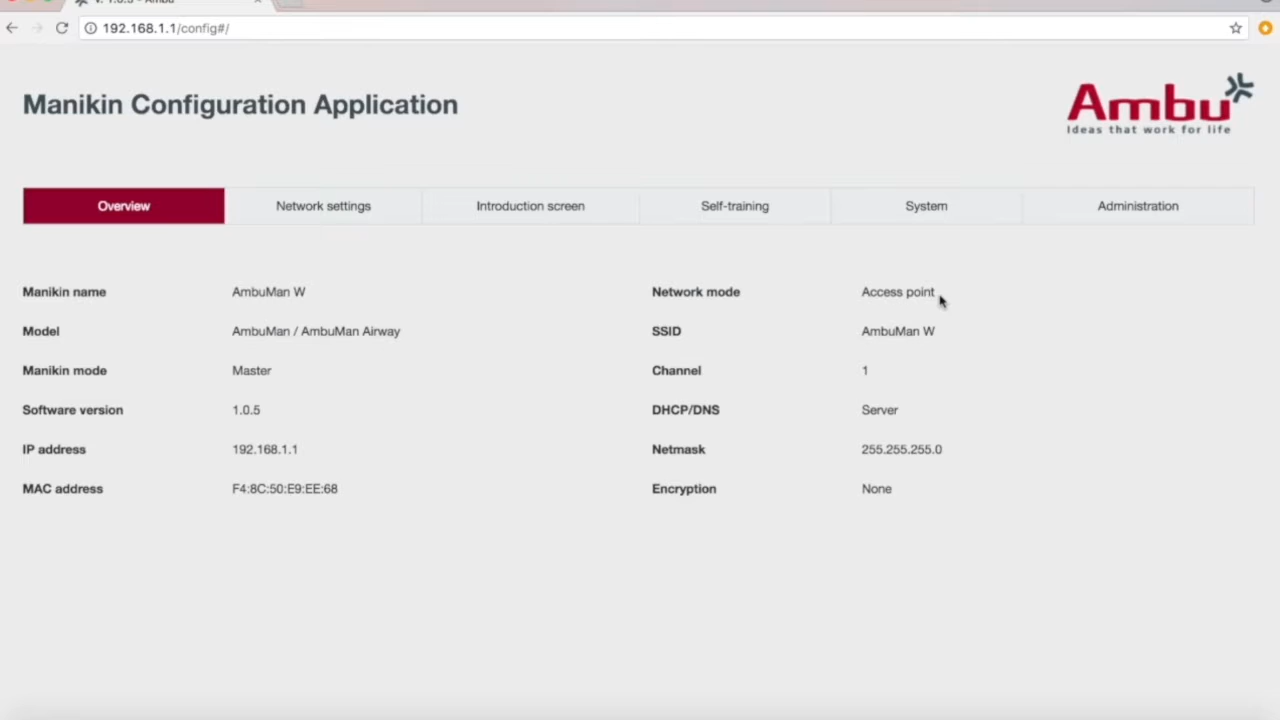 192.168.1.1/config#/
Manikin Configuration Application
Ambu
Ideas that work for life
Overview Network settings Introduction screen Self-training System Administration
Manikin name AmbuMan W Network mode Access point
Model AmbuMan / AmbuMan Airway SSID AmbuMan W
Manikin mode Master Channel 1
Software version 1.0.5 DHCP/DNS Server
IP address 192.168.1.1 Netmask 255.255.255.0
MAC address F4:8C:50:E9:EE:68 Encryption None